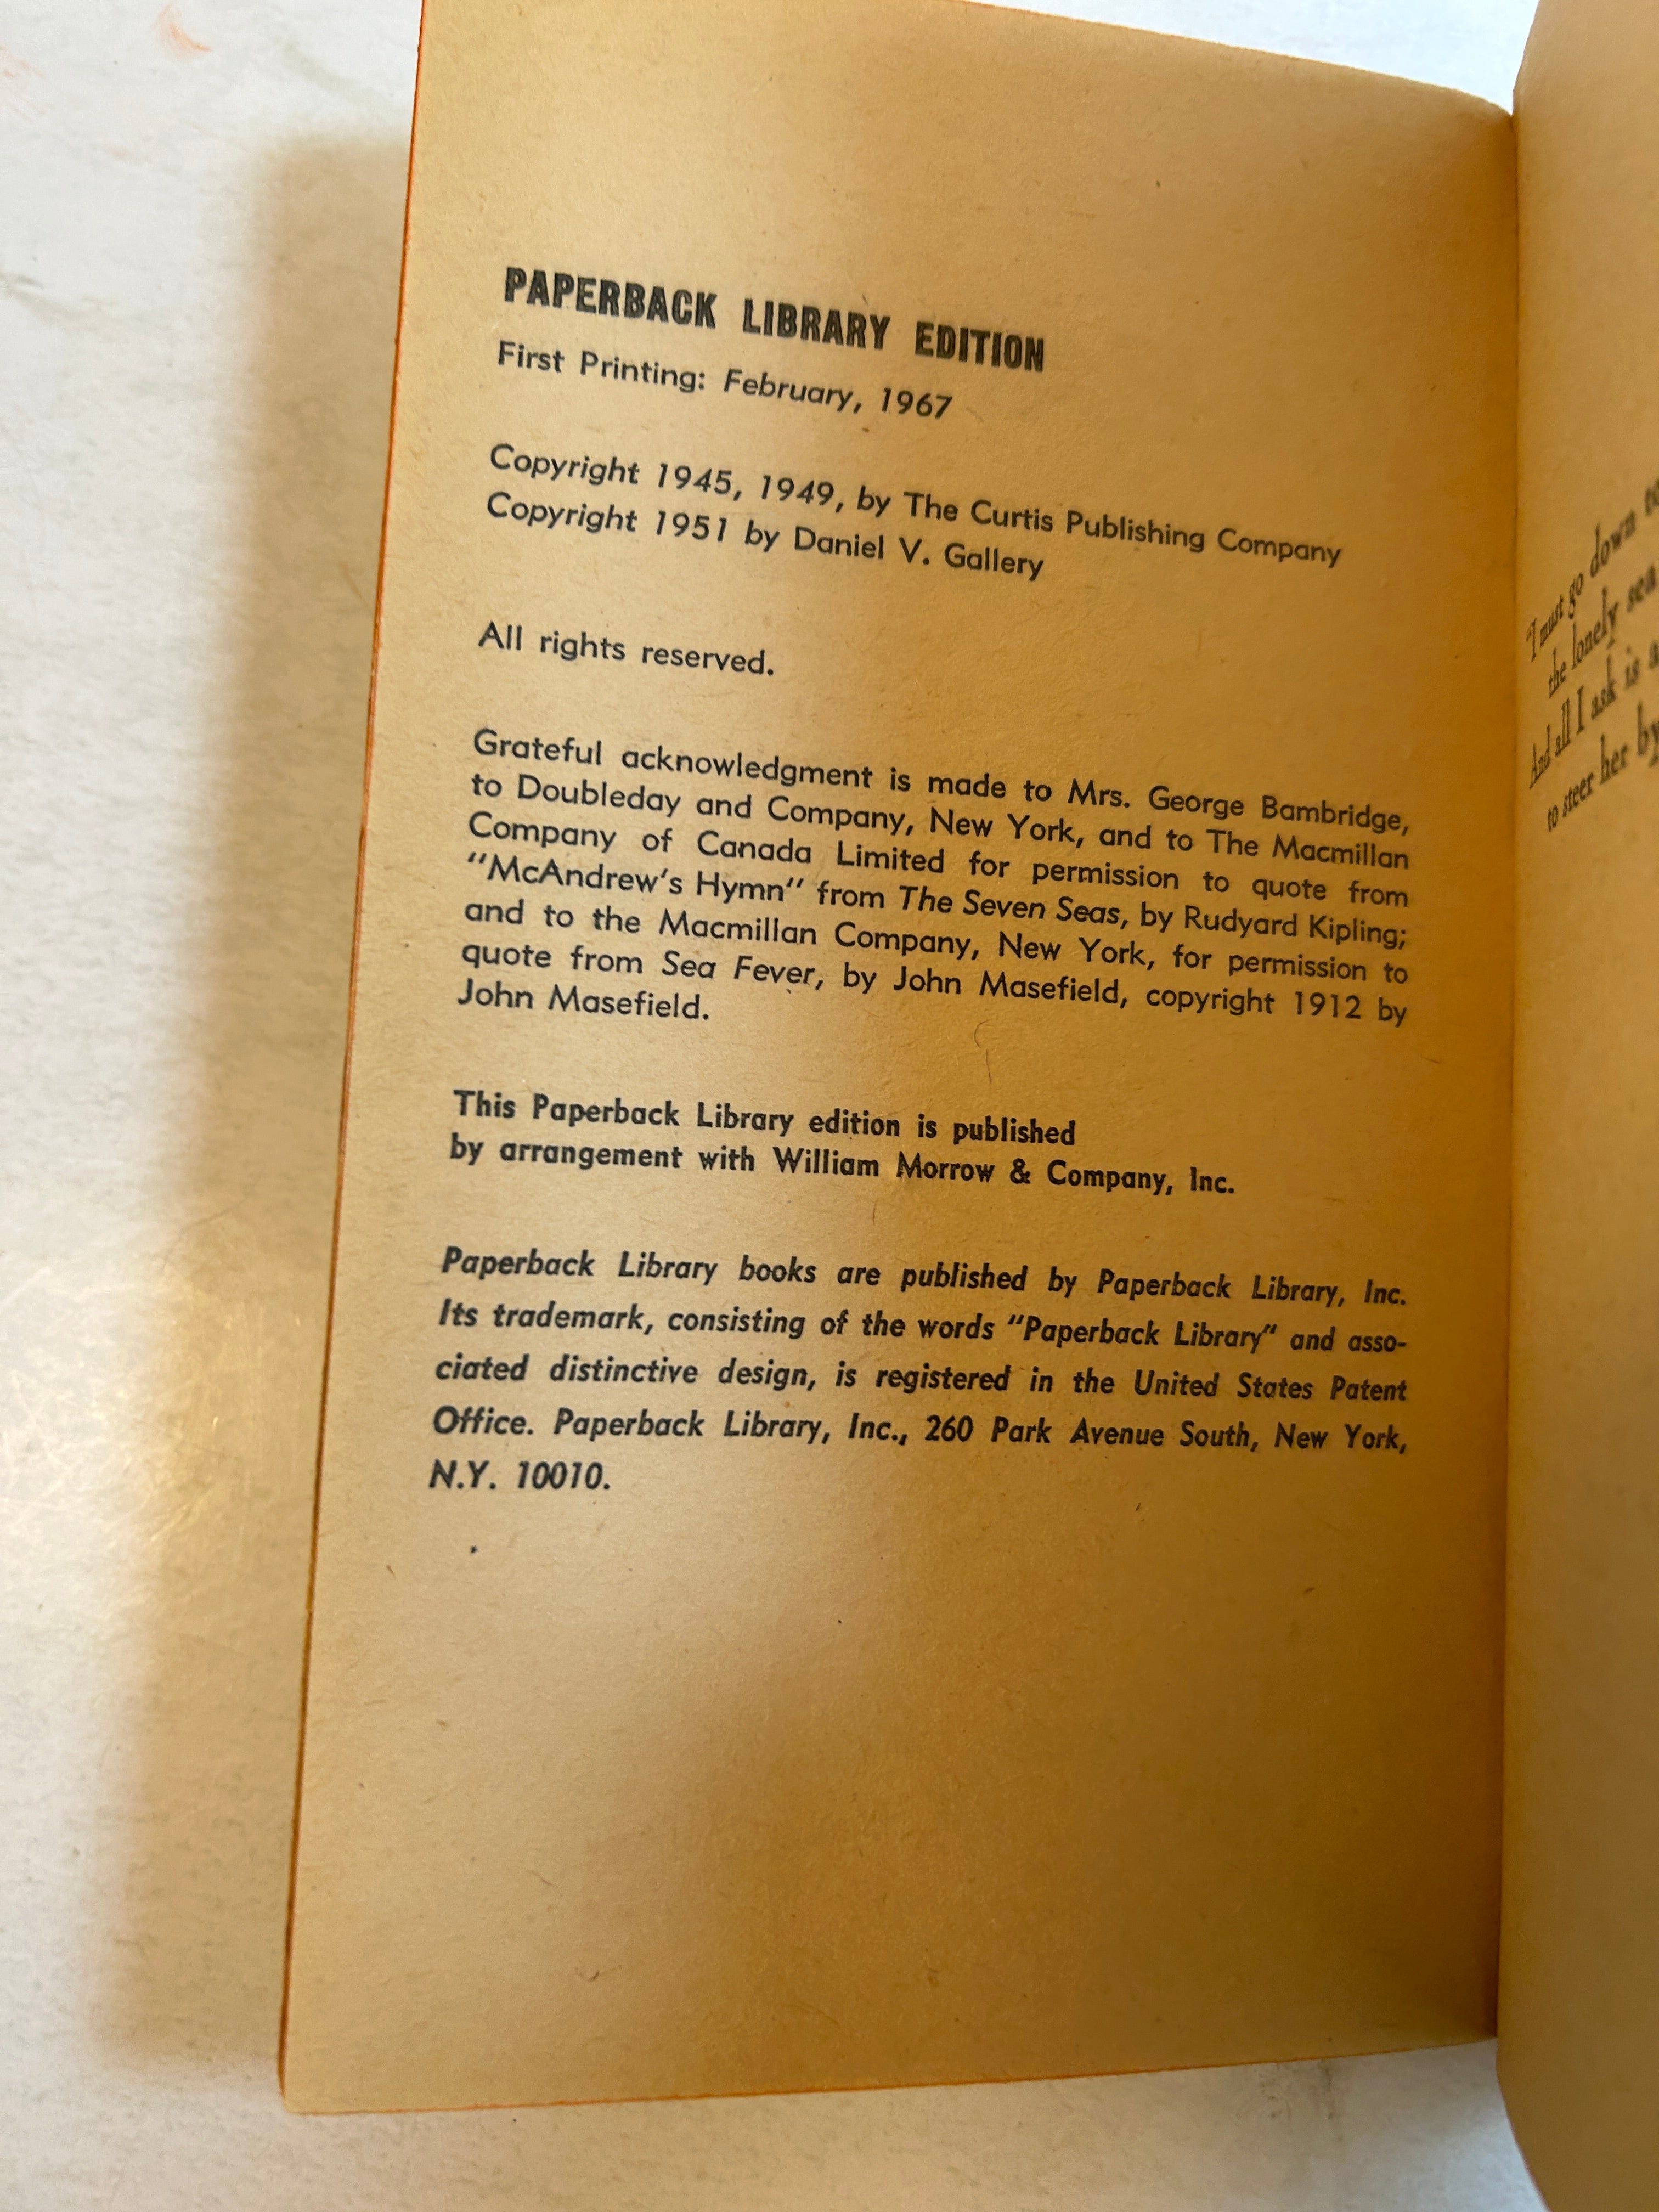 PAPERBACK LIBRARY EDITION
First Printing: February, 1967
Copyright 1945, 1949, by The Curtis Publishing Company
Copyright 1951 by Daniel V. Gallery
All rights reserved.
Grateful acknowledgment is made to Mrs. George Bambridge,
to Doubleday and Company, New York, and to The Macmillan
Company of Canada Limited for permission to quote from
"McAndrew's Hymn" from The Seven Seas, by Rudyard Kipling;
and to the Macmillan Company, New York, for permission to
quote from Sea Fever, by John Masefield, copyright 1912 by
John Masefield.
This Paperback Library edition is published
by arrangement with William Morrow & Company, Inc.
Paperback Library books are published by Paperback Library, Inc.
Its trademark, consisting of the words "Paperback Library" and asso-
ciated distinctive design, is registered in the United States Patent
Office. Paperback Library, Inc., 260 Park Avenue South, New York,
N.Y. 10010.
"I must go down to
the lonely sea
And all I ask is a
to steer her by